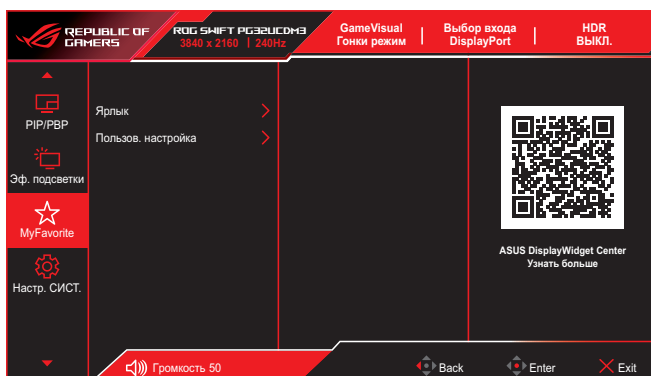 REPUBLIC OF
GAMERS
ROG SWIFT PG32UCDM3
3840 x 2160 | 240Hz
GameVisual
Гонки режим
Выбор входа
DisplayPort
HDR
ВЫКЛ.
PIP/PBP
Эф. подсветки
MyFavorite
Настр. СИСТ.
Ярлык
Пользов. настройка
ASUS DisplayWidget Center
Узнать больше
Громкость 50
Back
Enter
Exit